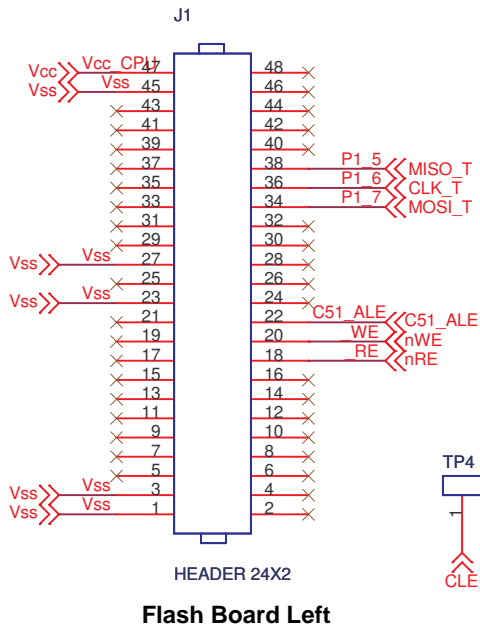 J1
Vcc Vcc_CPU 47 48
Vss Vss 45 46
43 44
41 42
39 40
37 38 P1_5 MISO_T
35 36 P1_6 CLK_T
33 34 P1_7 MOSI_T
31 32
29 30
Vss Vss 27 28
25 26
Vss Vss 23 24
21 22 C51_ALE C51_ALE
19 20 _WE nWE
17 18 _RE nRE
15 16
13 14
11 12
9 10
7 8
5 6
Vss Vss 3 4
Vss Vss 1 2
TP4
1
CLE
HEADER 24X2
Flash Board Left